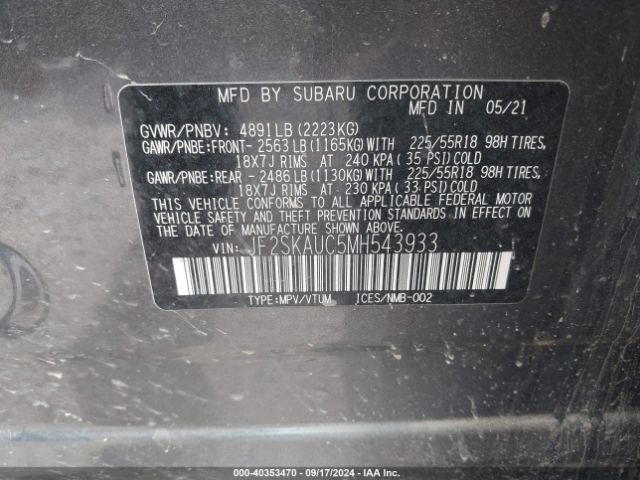 MFD BY SUBARU CORPORATION
MFD IN 05/21
GVWR/PNBV: 4891LB (2223KG)
GAWR/PNBE:FRONT- 2563 LB (1165KG) WITH 225/55R18 98H TIRES,
18X7J RIMS AT 240 KPA ( 35 PSI) COLD
GAWR/PNBE:REAR - 2486 LB (1130KG) WITH 225/55R18 98H TIRES,
18X7J RIMS AT 230 KPA ( 33 PSI) COLD
THIS VEHICLE CONFORMS TO ALL APPLICABLE FEDERAL MOTOR
VEHICLE SAFETY AND THEFT PREVENTION STANDARDS IN EFFECT ON
THE DATE OF MANUFACTURE SHOWN ABOVE.
VIN: JF2SKAUC5MH543933
TYPE:MPV/VTUM ICES/NMB-002
000-40353470 - 09/17/2024 - IAA Inc.